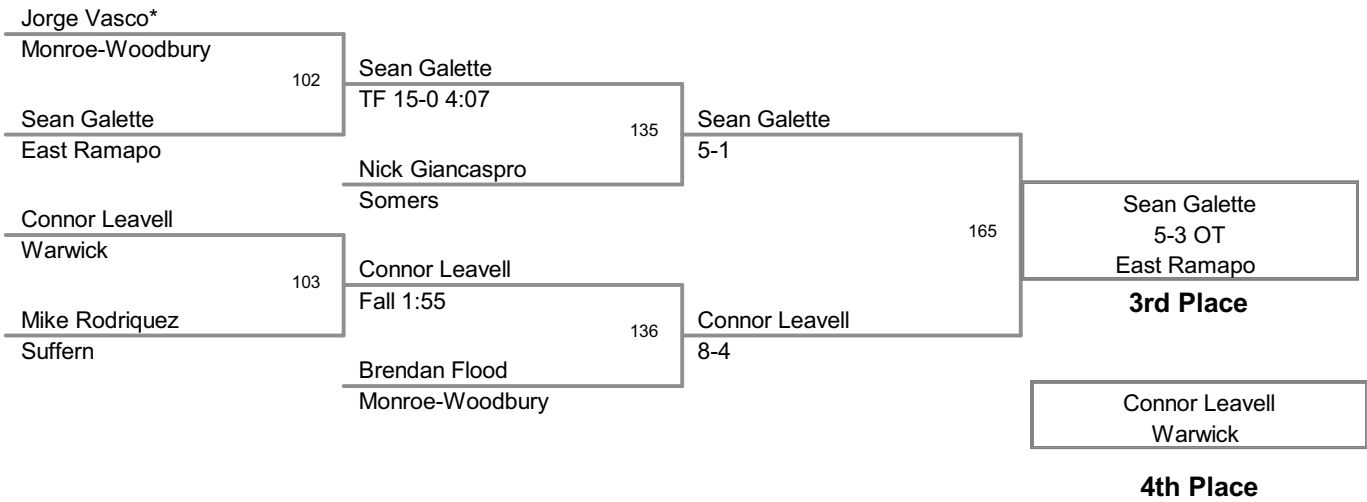 Jorge Vasco*
Monroe-Woodbury
102
Sean Galette
TF 15-0 4:07
Sean Galette
East Ramapo
135
Sean Galette
5-1
Nick Giancaspro
Somers
Connor Leavell
Warwick
165
Sean Galette
5-3 OT
East Ramapo
3rd Place
103
Connor Leavell
Fall 1:55
Mike Rodriquez
Suffern
136
Connor Leavell
8-4
Brendan Flood
Monroe-Woodbury
Connor Leavell
Warwick
4th Place